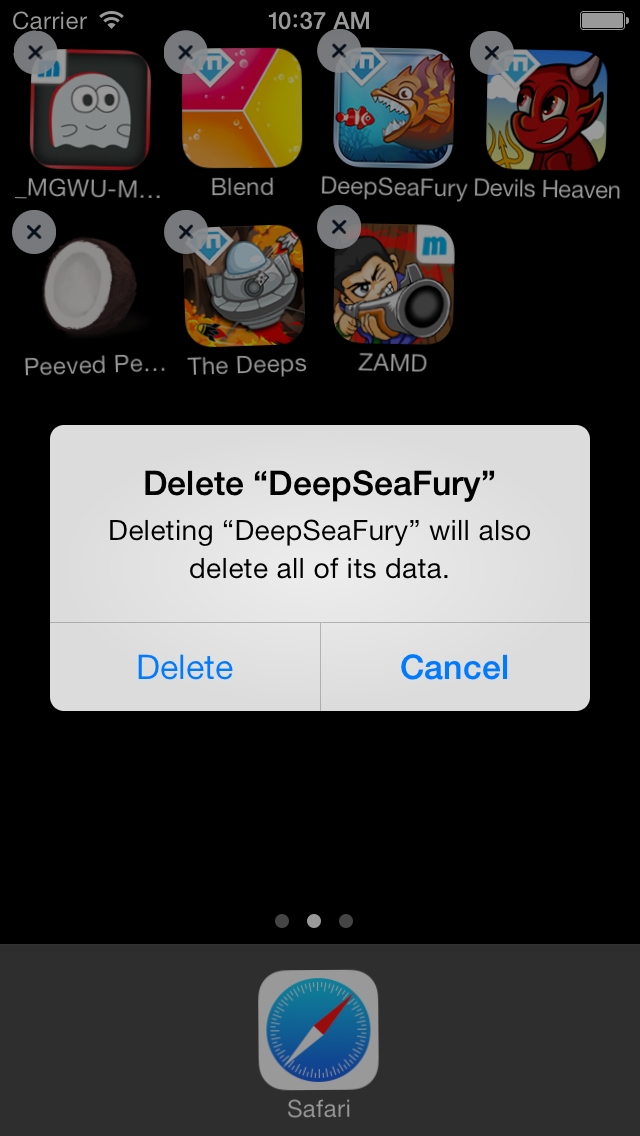 Carrier 10:37 AM
_MGWU-M... Blend DeepSeaFury Devils Heaven
Peeved Pe... The Deeps ZAMD
Delete “DeepSeaFury”
Deleting “DeepSeaFury” will also
delete all of its data.
Delete Cancel
Safari